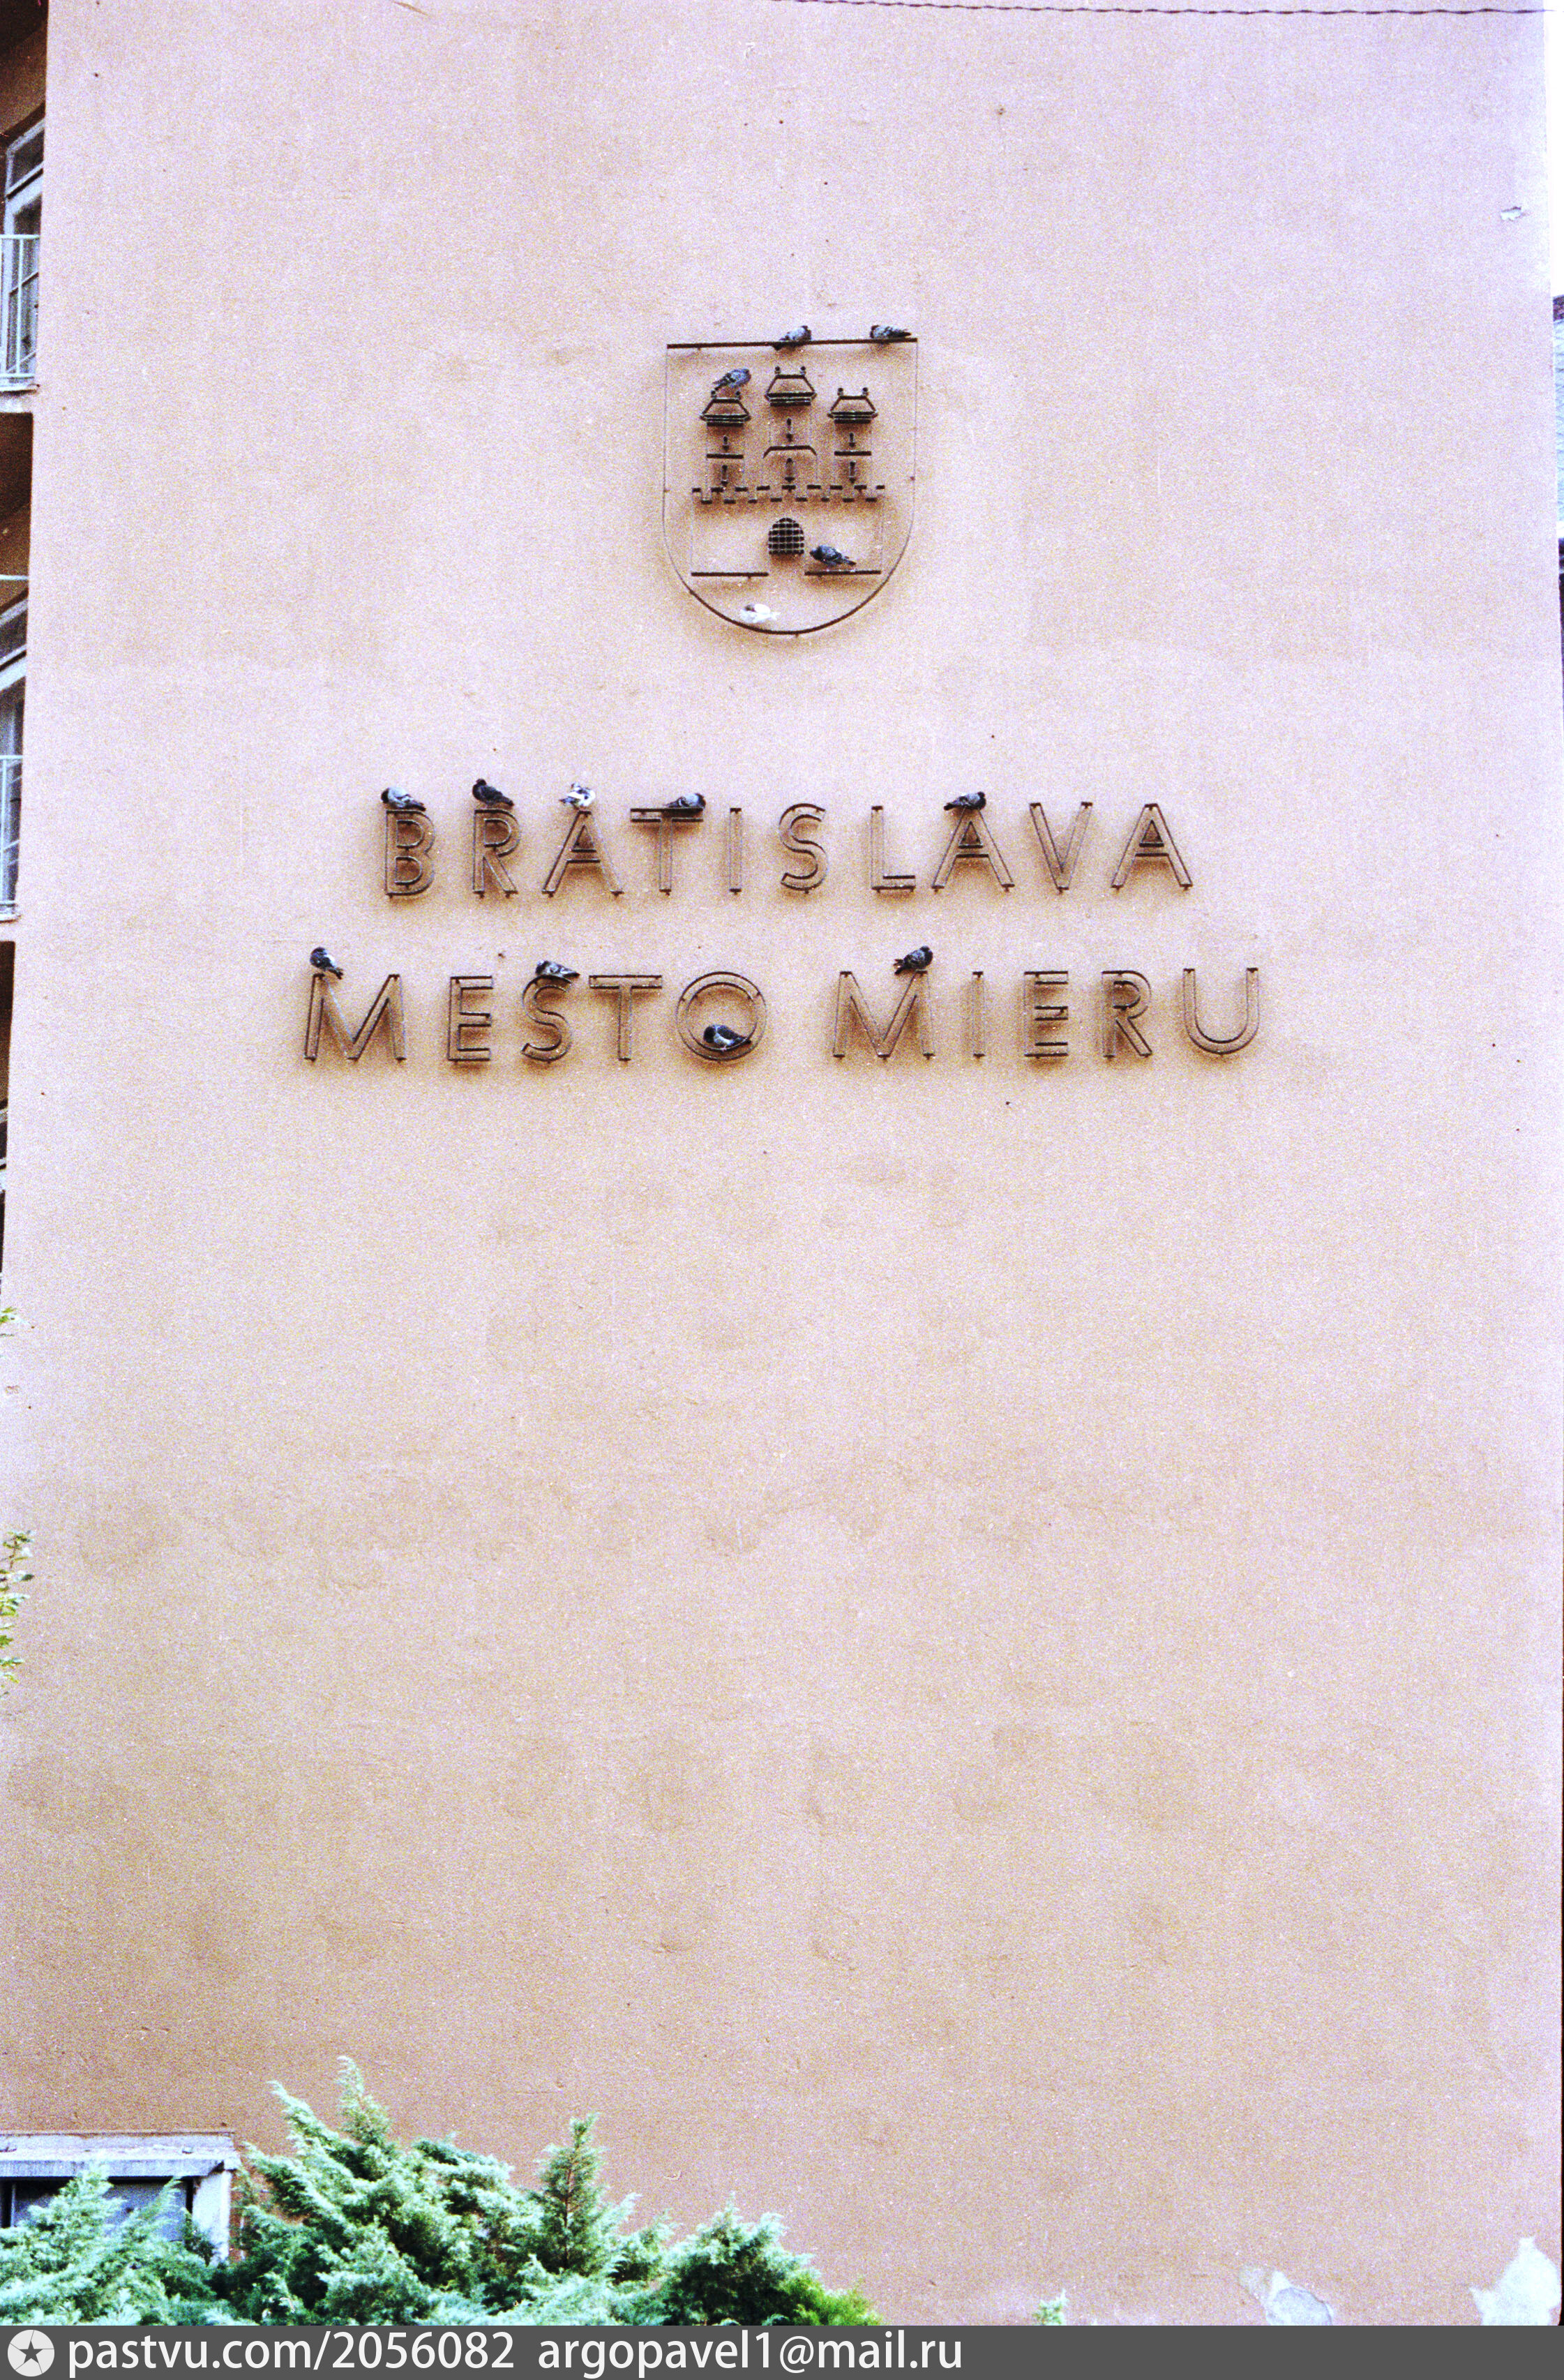 BRATISLAVA
MESTO MIERU
pastvu.com/2056082 argopavel1@mail.ru